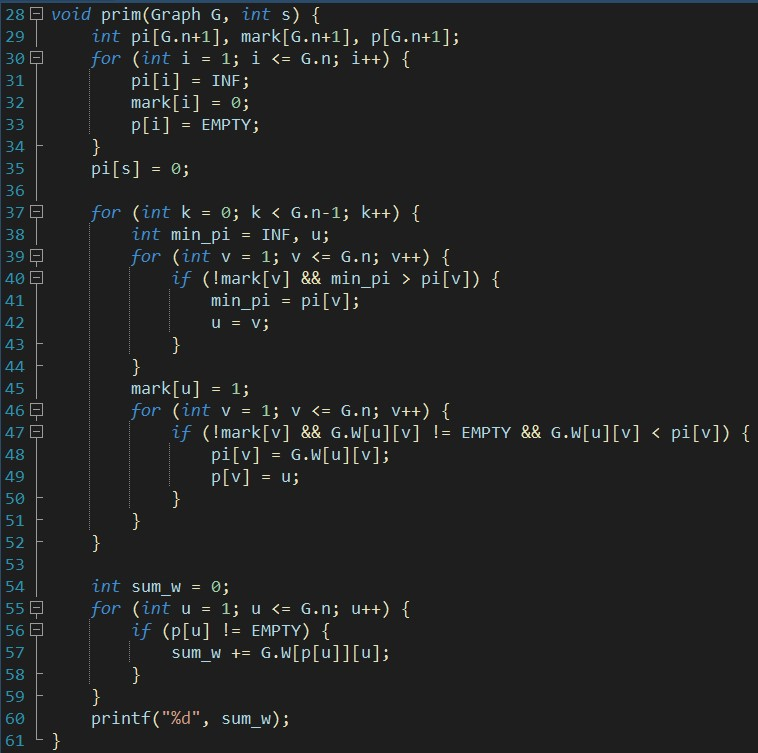 28 void prim(Graph G, int s) {
29     int pi[G.n+1], mark[G.n+1], p[G.n+1];
30     for (int i = 1; i <= G.n; i++) {
31         pi[i] = INF;
32         mark[i] = 0;
33         p[i] = EMPTY;
34     }
35     pi[s] = 0;
36
37     for (int k = 0; k < G.n-1; k++) {
38         int min_pi = INF, u;
39         for (int v = 1; v <= G.n; v++) {
40             if (!mark[v] && min_pi > pi[v]) {
41                 min_pi = pi[v];
42                 u = v;
43             }
44         }
45         mark[u] = 1;
46         for (int v = 1; v <= G.n; v++) {
47             if (!mark[v] && G.W[u][v] != EMPTY && G.W[u][v] < pi[v]) {
48                 pi[v] = G.W[u][v];
49                 p[v] = u;
50             }
51         }
52     }
53
54     int sum_w = 0;
55     for (int u = 1; u <= G.n; u++) {
56         if (p[u] != EMPTY) {
57             sum_w += G.W[p[u]][u];
58         }
59     }
60     printf("%d", sum_w);
61 }